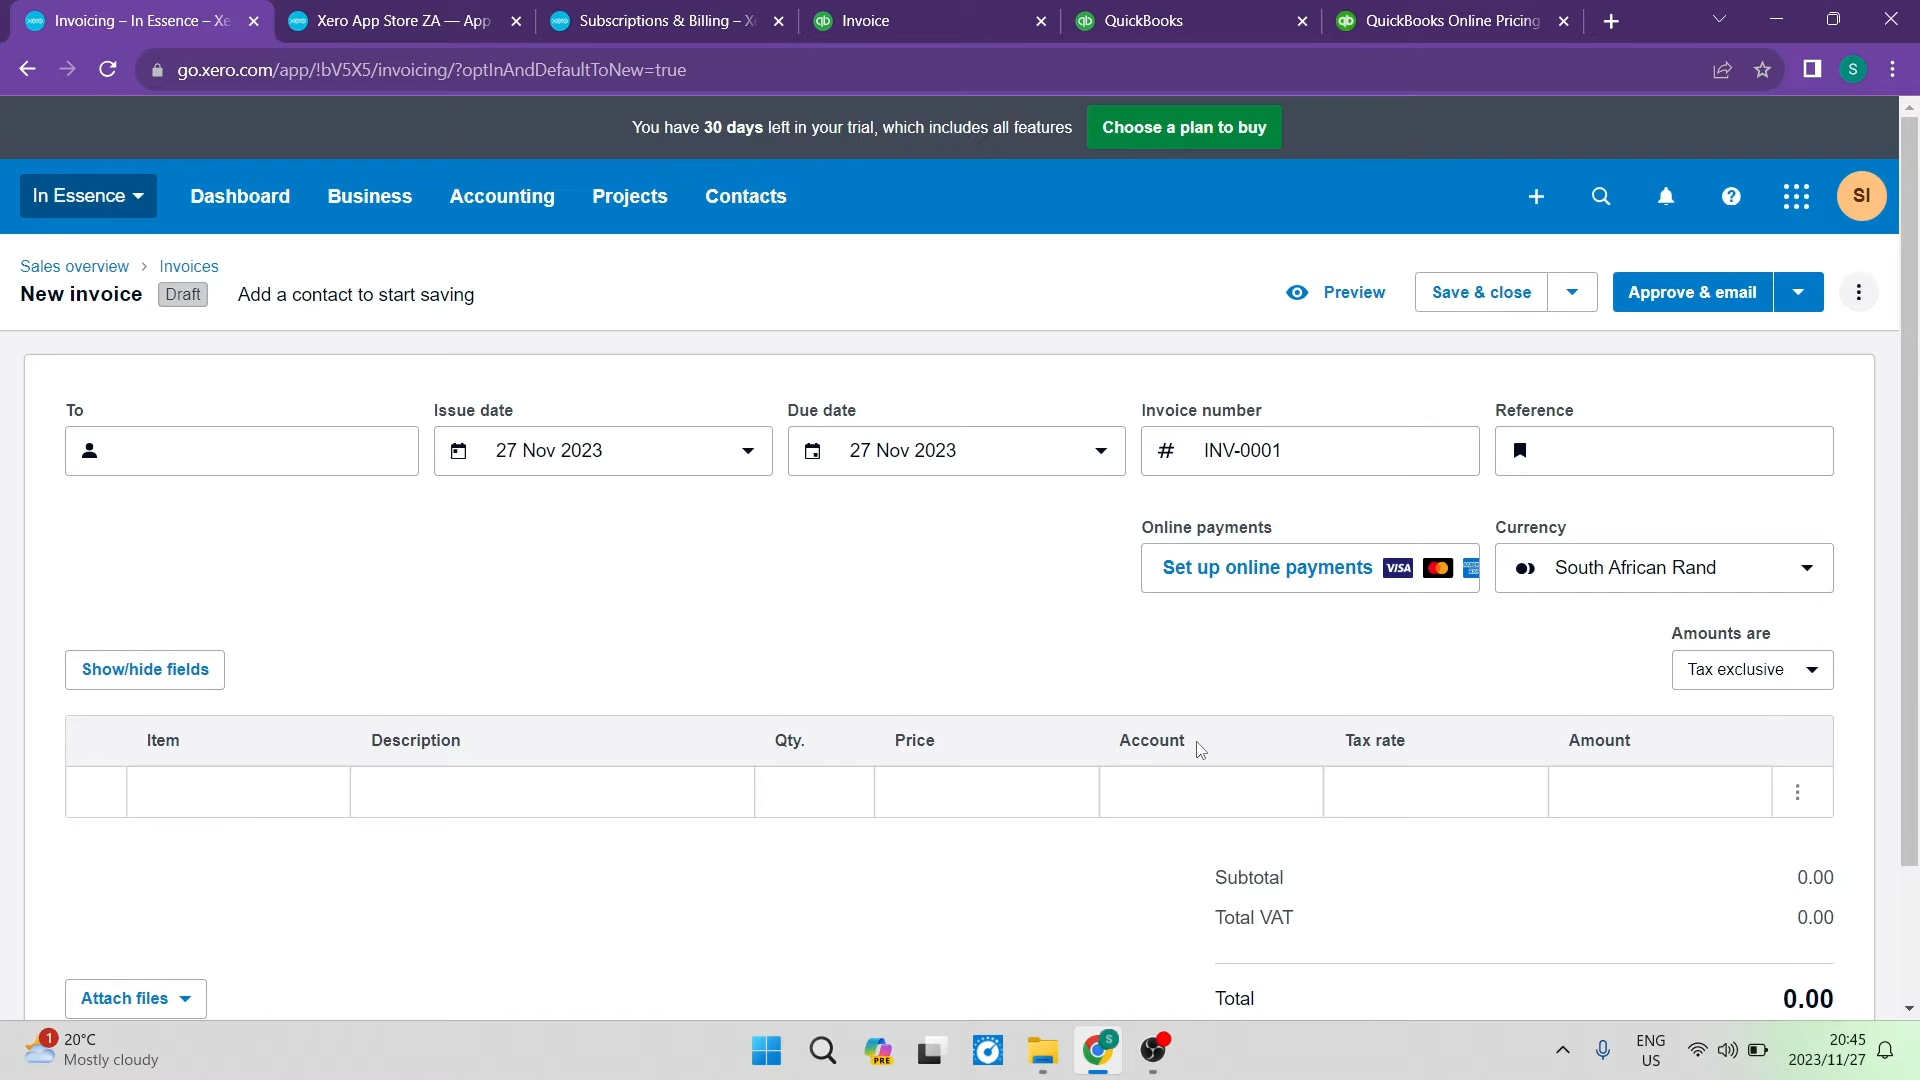 Invoicing – In Essence – Xe
Xero App Store ZA — App
Subscriptions & Billing – Xe
Invoice
QuickBooks
QuickBooks Online Pricing
go.xero.com/app/!bV5X5/invoicing/?optInAndDefaultToNew=true
S
You have 30 days left in your trial, which includes all features
Choose a plan to buy
In Essence
Dashboard
Business
Accounting
Projects
Contacts
SI
Sales overview > Invoices
New invoice Draft Add a contact to start saving
Preview
Save & close
Approve & email
To
Issue date
Due date
Invoice number
Reference
27 Nov 2023
27 Nov 2023
# INV-0001
Online payments
Currency
Set up online payments VISA
South African Rand
Amounts are
Show/hide fields
Tax exclusive
Item
Description
Qty.
Price
Account
Tax rate
Amount
Subtotal 0.00
Total VAT 0.00
Attach files
Total 0.00
1
20°C
Mostly cloudy
PRE
S
ENG
US
20:45
2023/11/27